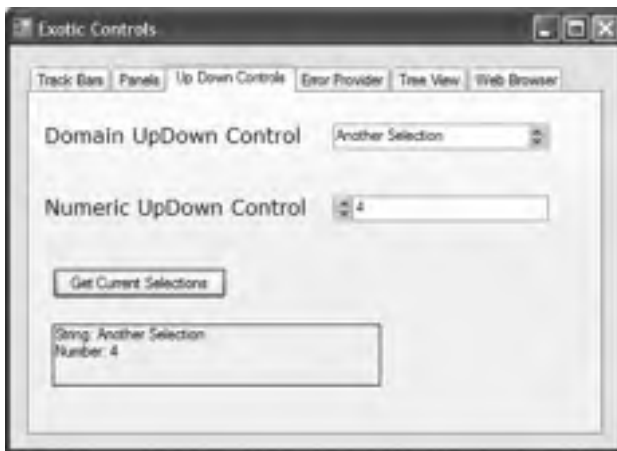 Exotic Controls
Track Bars Panels Up Down Controls Error Provider Tree View Web Browser
Domain UpDown Control Another Selection
Numeric UpDown Control 4
Get Current Selections
String: Another Selection
Number: 4